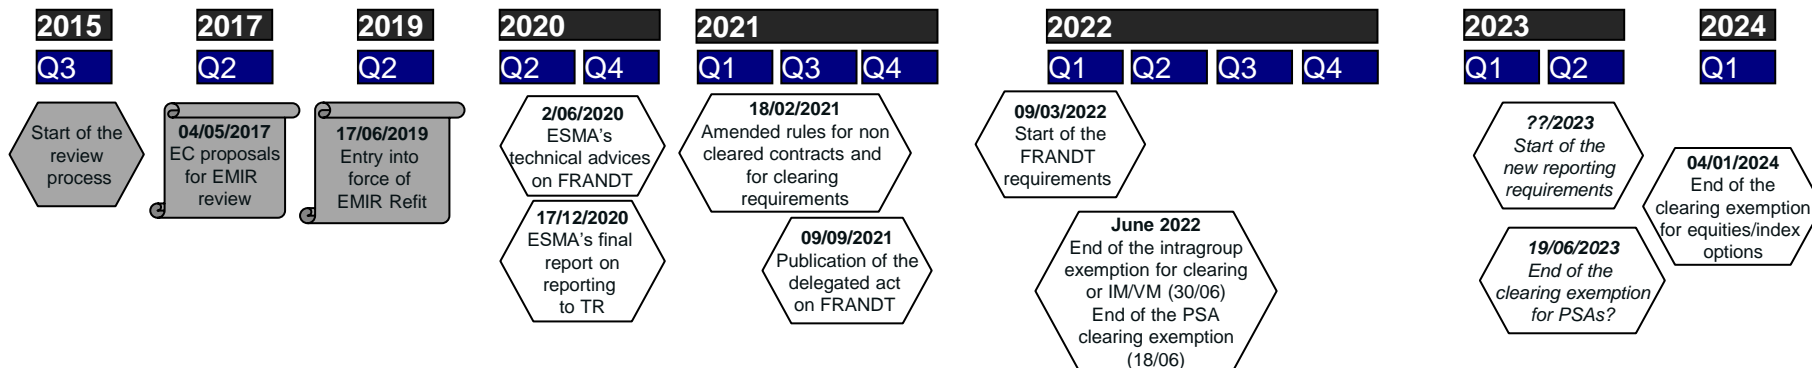 2015
2017
2019
2020
2021
2022
2023
2024
Q3
Q2
Q2
Q2
Q4
Q1
Q3
Q4
Q1
Q2
Q3
Q4
Q1
Q2
Q1
Start of the
review
process
04/05/2017
EC proposals
for EMIR
review
17/06/2019
Entry into
force of
EMIR Refit
2/06/2020
ESMA's
technical advices
on FRANDT
17/12/2020
ESMA's final
report on
reporting
to TR
18/02/2021
Amended rules for non
cleared contracts and
for clearing
requirements
09/09/2021
Publication of the
delegated act
on FRANDT
09/03/2022
Start of the
FRANDT
requirements
June 2022
End of the intragroup
exemption for clearing
or IM/VM (30/06)
End of the PSA
clearing exemption
(18/06)
??/2023
Start of the
new reporting
requirements
19/06/2023
End of the
clearing exemption
for PSAs?
04/01/2024
End of the
clearing exemption
for equities/index
options